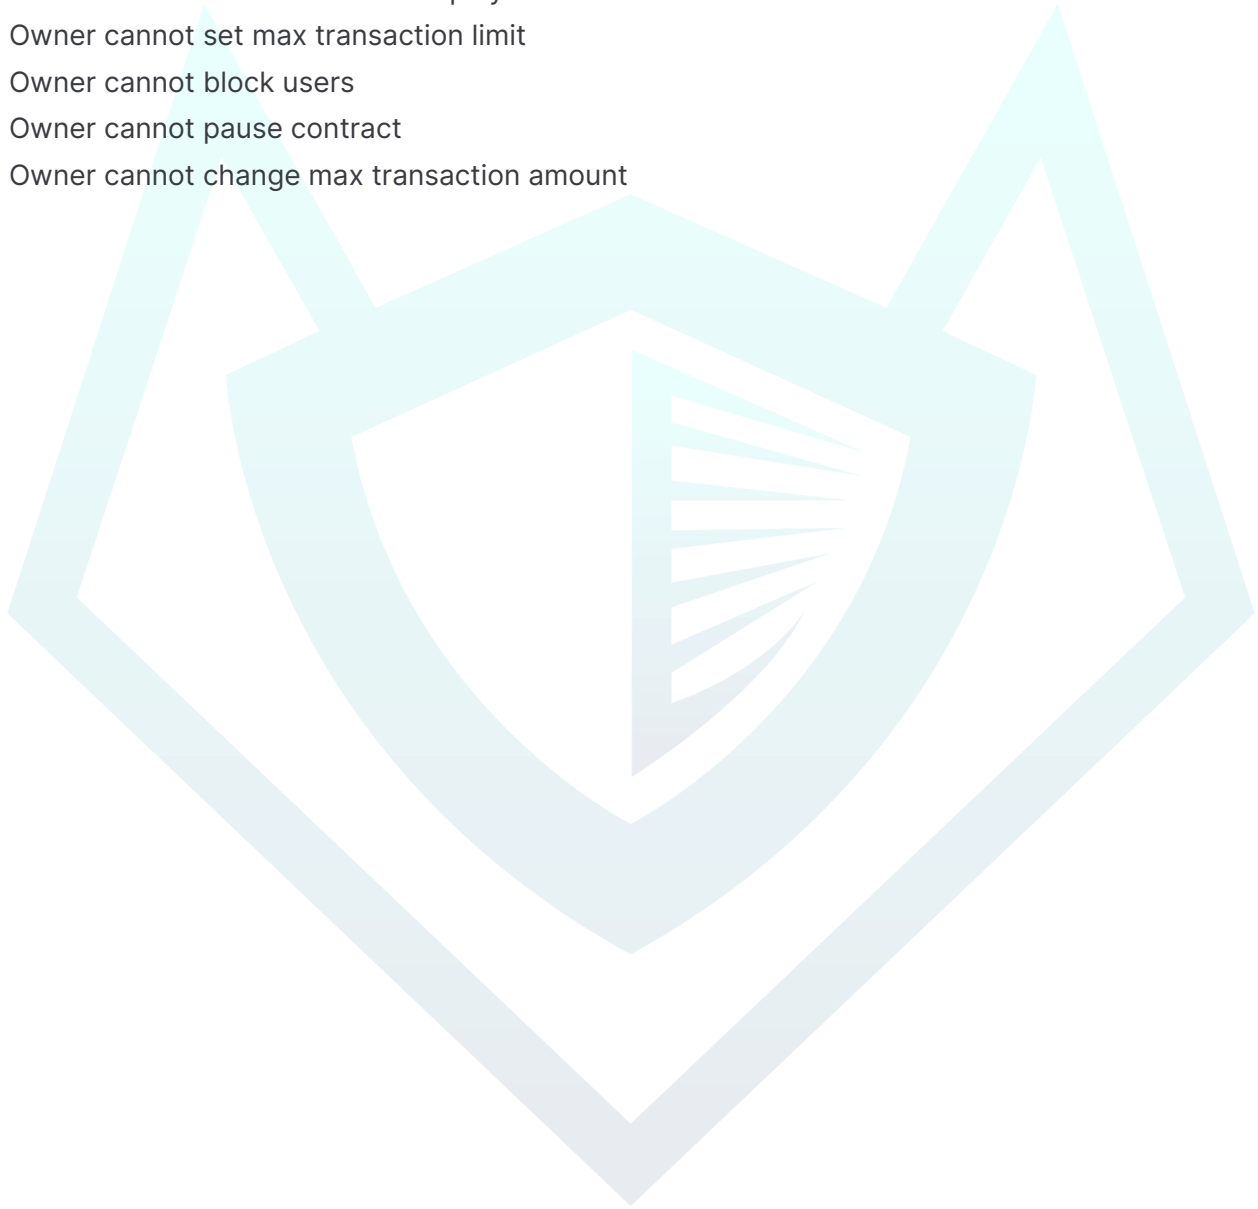 Owner cannot set max transaction limit
Owner cannot block users
Owner cannot pause contract
Owner cannot change max transaction amount